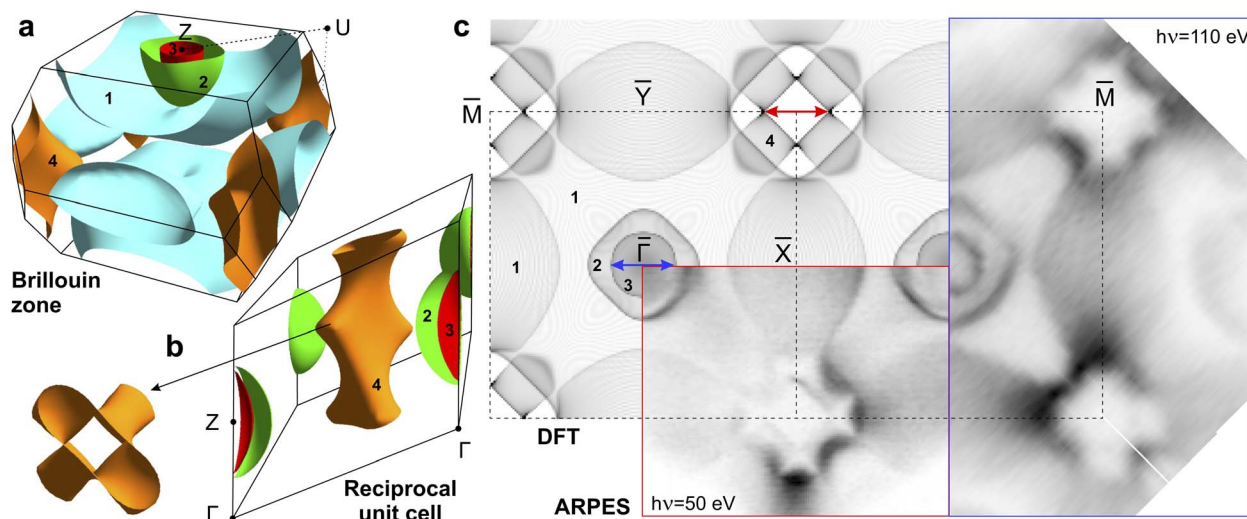 a
Z
U
3
2
1
4
Brillouin
zone
b
2
3
4
Z
Γ
Γ
Reciprocal
unit cell
c
M̅
Y̅
4
1
1
2
Γ̅
3
X̅
DFT
ARPES
hν=50 eV
hν=110 eV
M̅